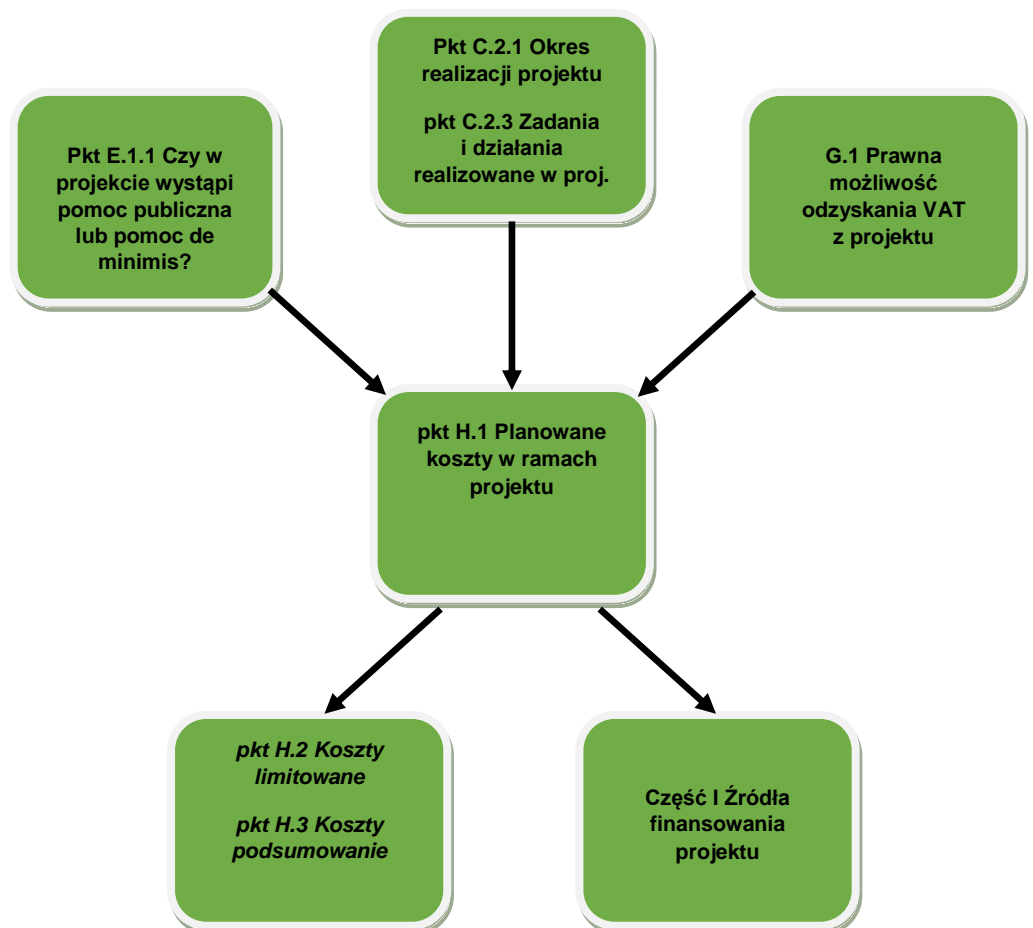 Pkt C.2.1 Okres
realizacji projektu
pkt C.2.3 Zadania
i działania
realizowane w proj.
Pkt E.1.1 Czy w
projekcie wystąpi
pomoc publiczna
lub pomoc de
minimis?
G.1 Prawna
możliwość
odzyskania VAT
z projektu
pkt H.1 Planowane
koszty w ramach
projektu
pkt H.2 Koszty
limitowane
pkt H.3 Koszty
podsumowanie
Część I Źródła
finansowania
projektu